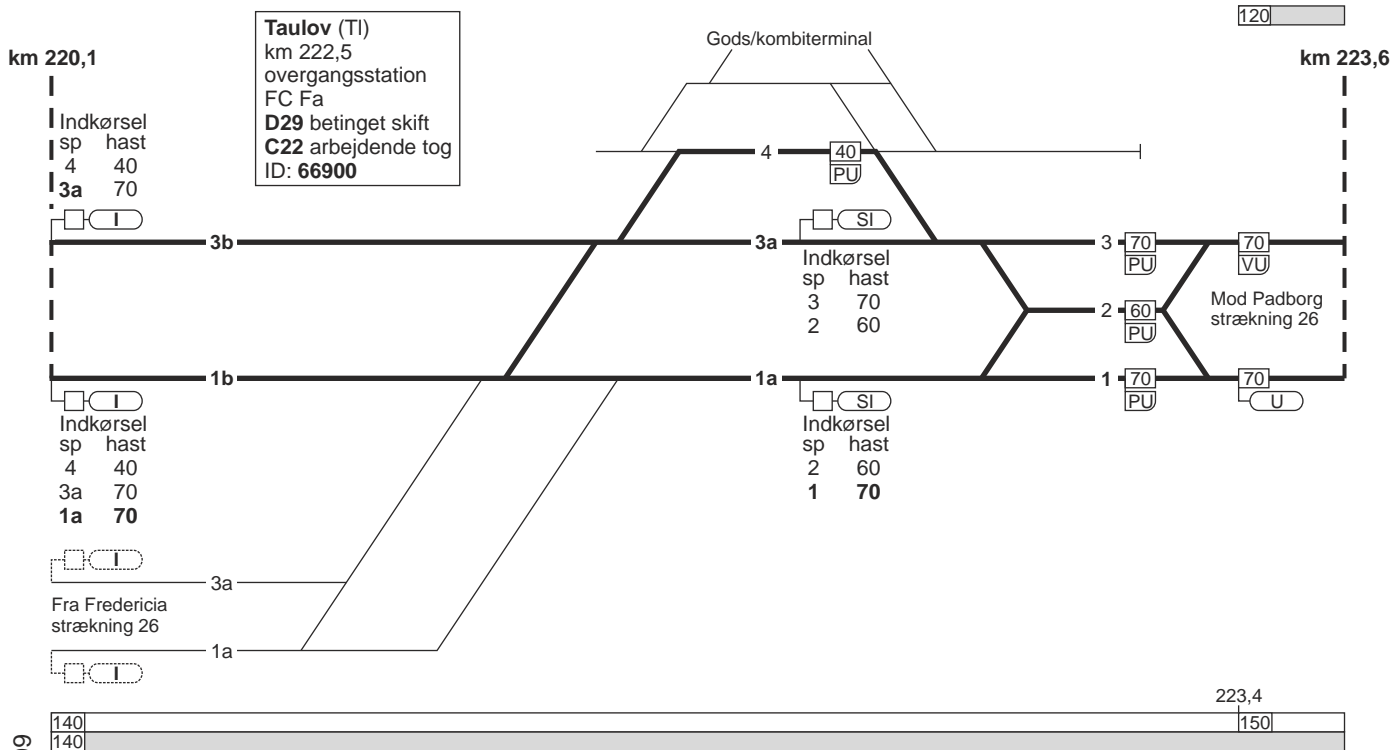 120
Taulov (Tl)
km 222,5
overgangsstation
FC Fa
D29 betinget skift
C22 arbejdende tog
ID: 66900
Gods/kombiterminal
km 220,1
km 223,6
Indkørsel
sp hast
4 40
3a 70
I
4
40
PU
SI
3b
3a
3
70
PU
70
VU
Indkørsel
sp hast
3 70
2 60
2
60
PU
Mod Padborg
strækning 26
1b
1a
1
70
PU
70
U
I
Indkørsel
sp hast
4 40
3a 70
1a 70
SI
Indkørsel
sp hast
2 60
1 70
I
3a
Fra Fredericia
strækning 26
1a
I
223,4
140
150
140